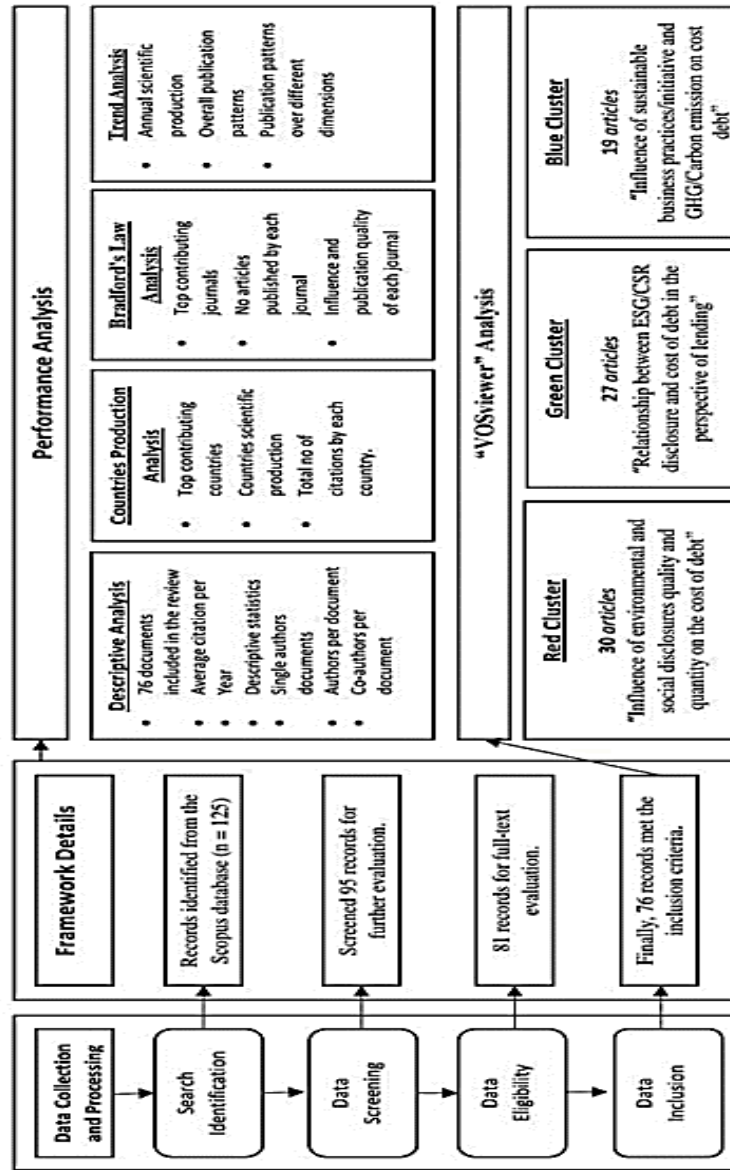 Data Collection
and Processing
Search
Identification
Data
Screening
Data
Eligibility
Data
Inclusion
Framework Details
Records identified from the
Scopus database (n = 125)
Screened 95 records for
further evaluation.
81 records for full-text
evaluation.
Finally, 76 records met the
inclusion criteria.
Performance Analysis
Descriptive Analysis
• 76 documents
included in the review
• Average citation per
• Year
• Descriptive statistics
• Single authors
documents
• Authors per document
• Co-authors per
document
Countries Production
Analysis
• Top contributing
countries
• Countries scientific
production
• Total no of
citations by each
country.
Bradford's Law
Analysis
• Top contributing
journals
• No articles
published by each
journal
• Influence and
publication quality
of each journal
Trend Analysis
• Annual scientific
production
• Overall publication
patterns
• Publication patterns
over different
dimensions
"VOSviewer" Analysis
Red Cluster
30 articles
"Influence of environmental and
social disclosures quality and
quantity on the cost of debt"
Green Cluster
27 articles
"Relationship between ESG/CSR
disclosure and cost of debt in the
perspective of lending"
Blue Cluster
19 articles
"Influence of sustainable
business practices/initiative and
GHG/Carbon emission on cost
debt"